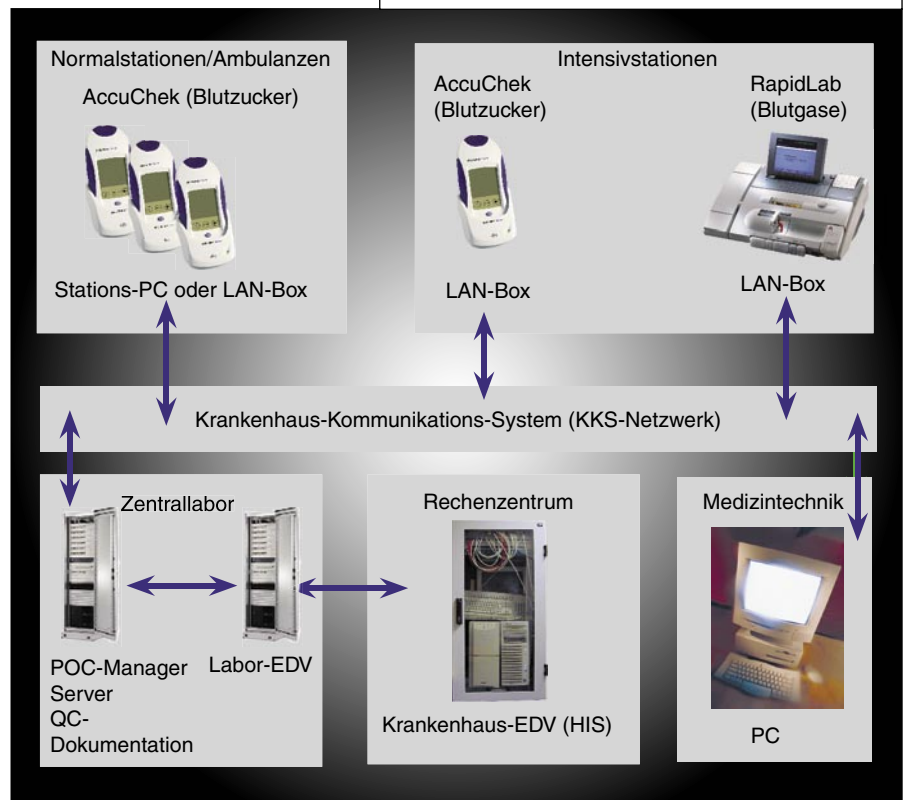 Normalstationen/Ambulanzen
AccuChek (Blutzucker)
Stations-PC oder LAN-Box
Intensivstationen
AccuChek
(Blutzucker)
LAN-Box
RapidLab
(Blutgase)
LAN-Box
Krankenhaus-Kommunikations-System (KKS-Netzwerk)
Zentrallabor
POC-Manager
Server
QC-
Dokumentation
Labor-EDV
Rechenzentrum
Krankenhaus-EDV (HIS)
Medizintechnik
PC